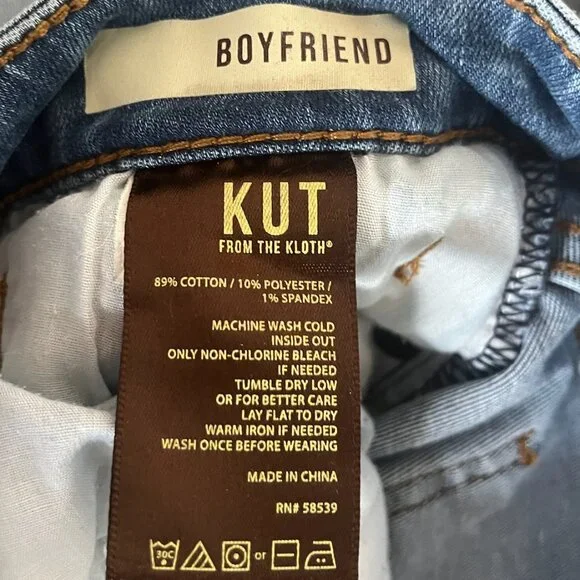 BOYFRIEND
KUT
FROM THE KLOTH®
89% COTTON / 10% POLYESTER /
1% SPANDEX
MACHINE WASH COLD
INSIDE OUT
ONLY NON-CHLORINE BLEACH
IF NEEDED
TUMBLE DRY LOW
OR FOR BETTER CARE
LAY FLAT TO DRY
WARM IRON IF NEEDED
WASH ONCE BEFORE WEARING
MADE IN CHINA
RN# 58539
30C or